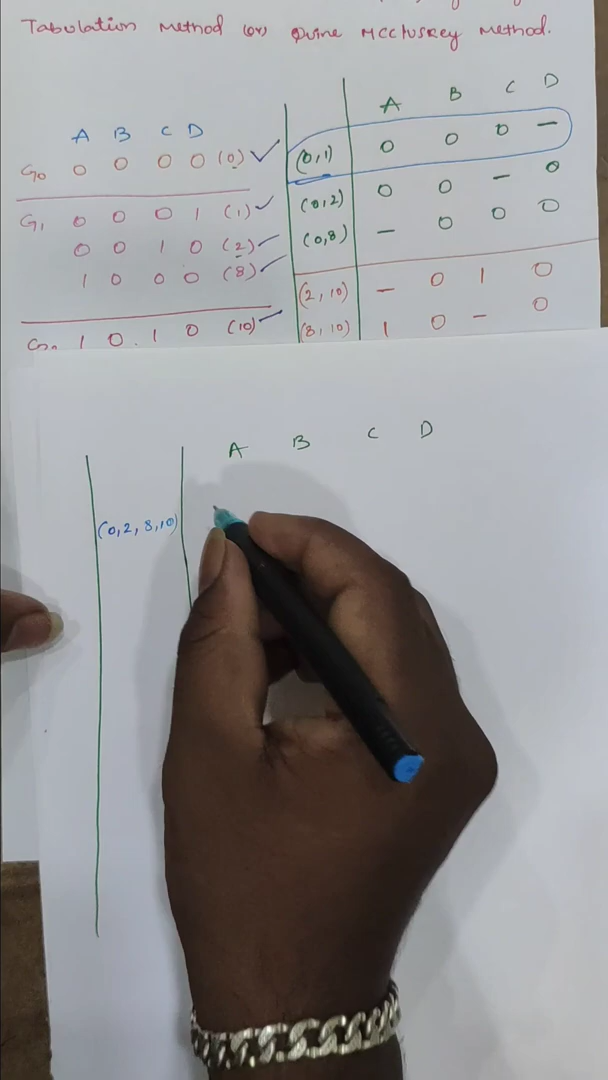 Tabulation Method (or) Quine MCCluskey Method.
A B C D
G0 0 0 0 0 (0) ✓
G1 0 0 0 1 (1) ✓
0 0 1 0 (2)
1 0 0 0 (8)
1 0 . 1 0 (10)
A B C D
(0,1) 0 0 0 –
(0,2) 0 0 – 0
(0,8) – 0 0 0
(2,10) – 0 1 0
(8,10) 1 0 – 0
A B C D
(0,2,8,10)